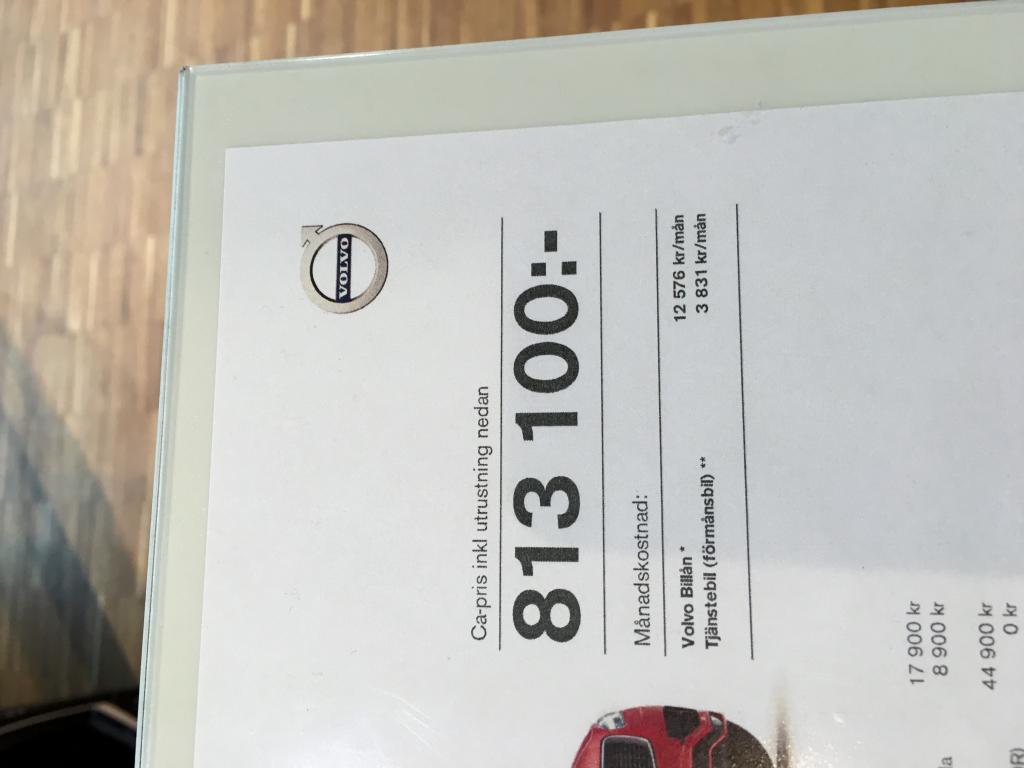 VOLVO
Ca-pris inkl utrustning nedan
813 100:-
Månadskostnad:
Volvo Billån * 12 576 kr/mån
Tjänstebil (förmånsbil) ** 3 831 kr/mån
17 900 kr
8 900 kr
44 900 kr
0 kr